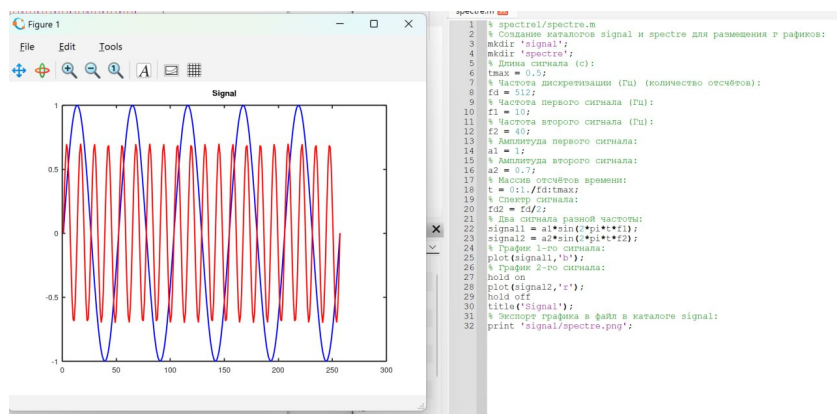 Figure 1
File Edit Tools
Signal
1
0.5
0
-0.5
-1
0 50 100 150 200 250 300
spectre.m
1 % spectre1/spectre.m
2 % Создание каталогов signal и spectre для размещения г рафиков:
3 mkdir 'signal';
4 mkdir 'spectre';
5 % Длина сигнала (с):
6 tmax = 0.5;
7 % Частота дискретизации (Гц) (количество отсчётов):
8 fd = 512;
9 % Частота первого сигнала (Гц):
10 f1 = 10;
11 % Частота второго сигнала (Гц):
12 f2 = 40;
13 % Амплитуда первого сигнала:
14 a1 = 1;
15 % Амплитуда второго сигнала:
16 a2 = 0.7;
17 % Массив отсчётов времени:
18 t = 0:1./fd:tmax;
19 % Спектр сигнала:
20 fd2 = fd/2;
21 % Два сигнала разной частоты:
22 signal1 = a1*sin(2*pi*t*f1);
23 signal2 = a2*sin(2*pi*t*f2);
24 % График 1-го сигнала:
25 plot(signal1,'b');
26 % График 2-го сигнала:
27 hold on
28 plot(signal2,'r');
29 hold off
30 title('Signal');
31 % Экспорт графика в файл в каталоге signal:
32 print 'signal/spectre.png';